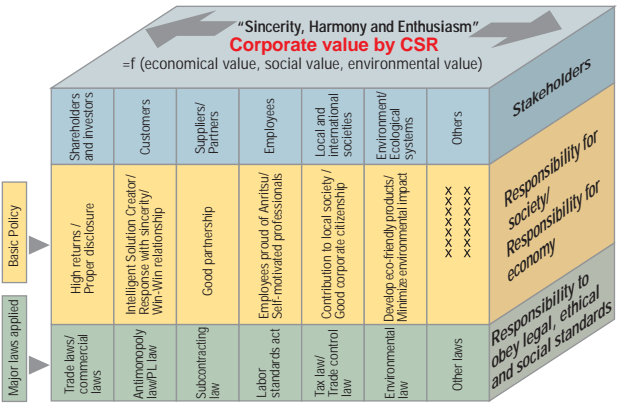 “Sincerity, Harmony and Enthusiasm”
Corporate value by CSR
=f (economical value, social value, environmental value)
Shareholders
and Investors
Customers
Suppliers/
Partners
Employees
Local and
international
societies
Environment/
Ecological
systems
Others
Stakeholders
Basic Policy
High returns /
Proper disclosure
Intelligent Solution Creator/
Response with sincerity/
Win-Win relationship
Good partnership
Employees proud of Anritsu/
Self-motivated professionals
Contribution to local society /
Good corporate citizenship
Develop eco-friendly products/
Minimize environmental impact
xxxxxxx
xxxxxxx
Responsibility for
society/
Responsibility for
economy
Major laws applied
Trade laws/
commercial
laws
Antimonopoly
law/PL law
Subcontracting
law
Labor
standards act
Tax law/
Trade control
law
Environmental
law
Other laws
Responsibility to
obey legal, ethical
and social standards